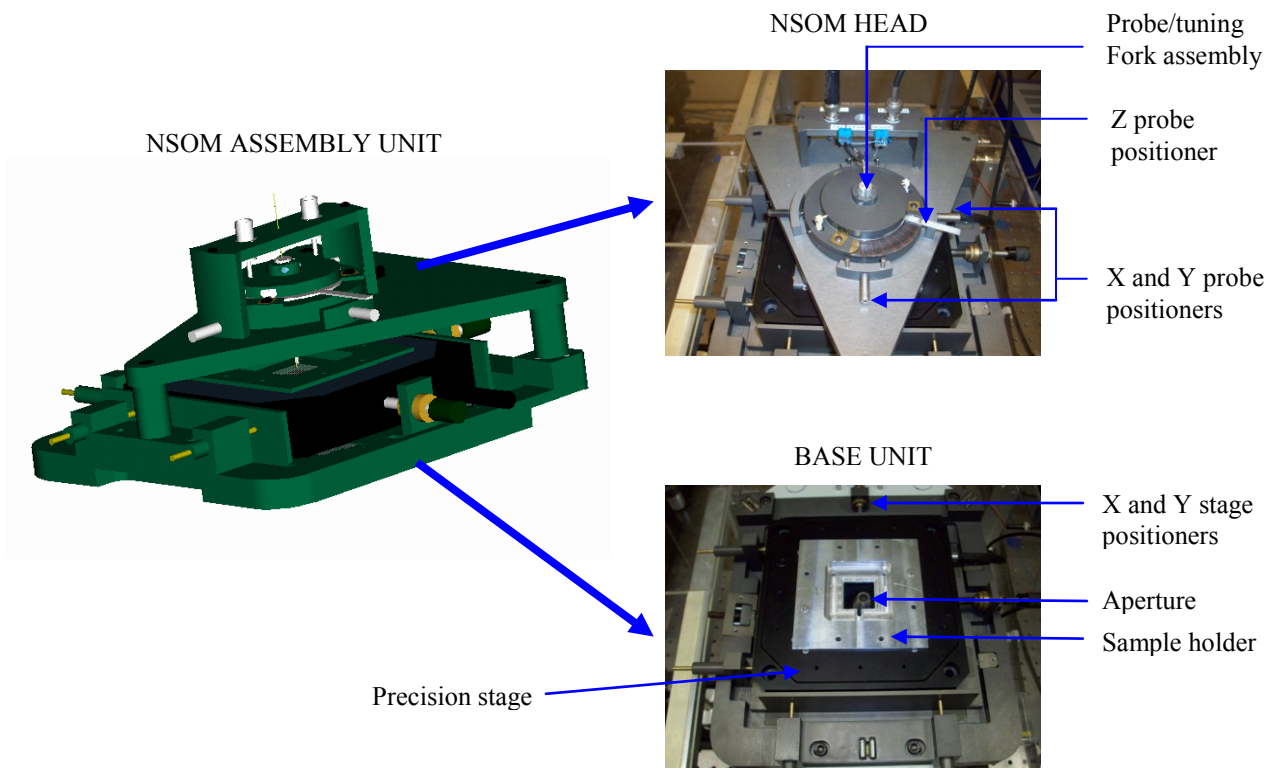 NSOM ASSEMBLY UNIT
NSOM HEAD
Probe/tuning
Fork assembly
Z probe
positioner
X and Y probe
positioners
BASE UNIT
X and Y stage
positioners
Aperture
Sample holder
Precision stage